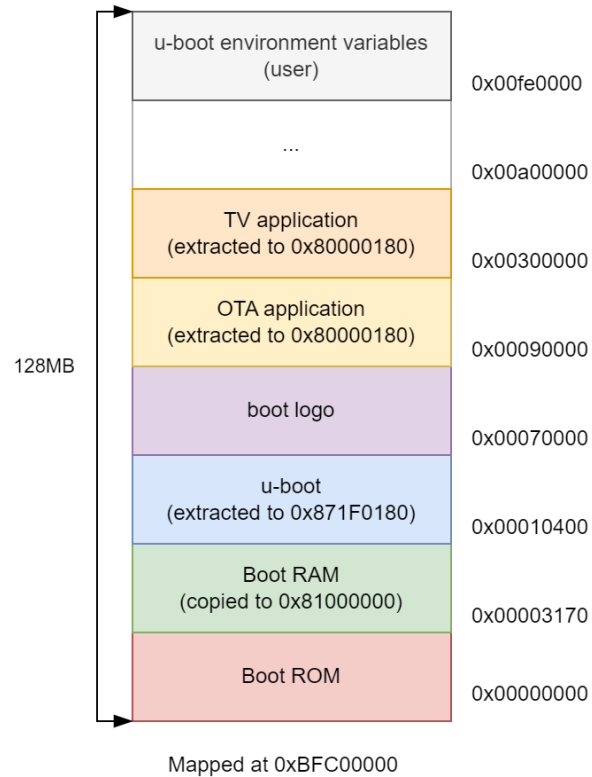 u-boot environment variables
(user)
0x00fe0000
...
0x00a00000
TV application
(extracted to 0x80000180)
0x00300000
OTA application
(extracted to 0x80000180)
0x00090000
128MB
boot logo
0x00070000
u-boot
(extracted to 0x871F0180)
0x00010400
Boot RAM
(copied to 0x81000000)
0x00003170
Boot ROM
0x00000000
Mapped at 0xBFC00000